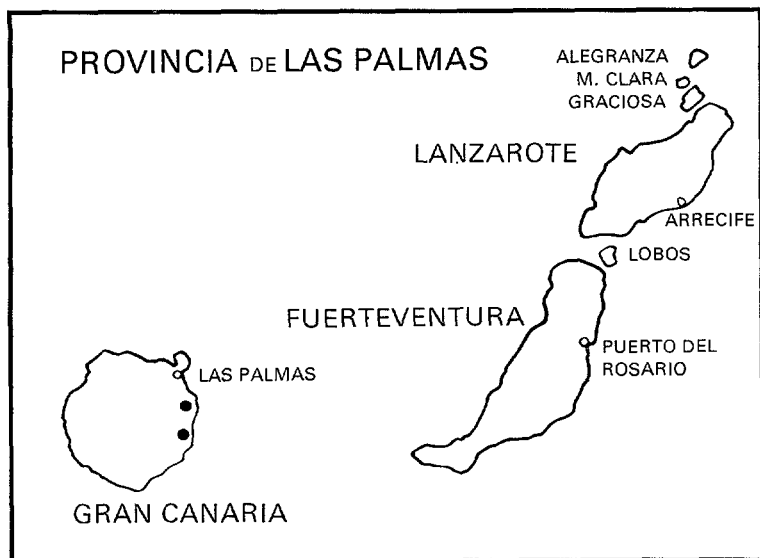 PROVINCIA DE LAS PALMAS
ALEGRANZA
M. CLARA
GRACIOSA
LANZAROTE
ARRECIFE
LOBOS
FUERTEVENTURA
PUERTO DEL
ROSARIO
LAS PALMAS
GRAN CANARIA